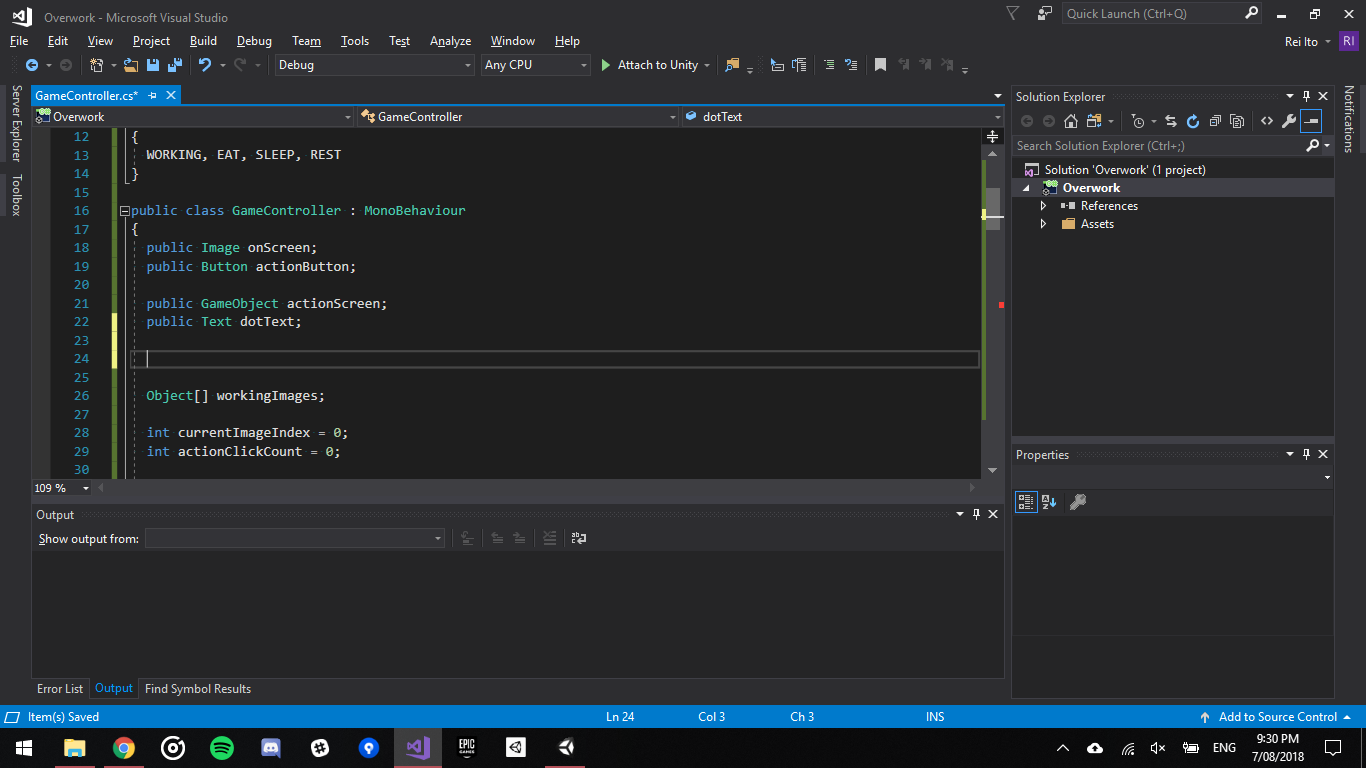 Overwork - Microsoft Visual Studio
Quick Launch (Ctrl+Q)
File Edit View Project Build Debug Team Tools Test Analyze Window Help
Rei Ito RI
Debug Any CPU Attach to Unity
Server Explorer
Toolbox
GameController.cs*
Overwork GameController dotText
12 {
13 WORKING, EAT, SLEEP, REST
14 }
15
16 public class GameController : MonoBehaviour
17 {
18 public Image onScreen;
19 public Button actionButton;
20
21 public GameObject actionScreen;
22 public Text dotText;
23
24
25
26 Object[] workingImages;
27
28 int currentImageIndex = 0;
29 int actionClickCount = 0;
30
109 %
Output
Show output from:
Error List Output Find Symbol Results
Solution Explorer
Search Solution Explorer (Ctrl+;)
Solution 'Overwork' (1 project)
Overwork
References
Assets
Properties
Notifications
Item(s) Saved Ln 24 Col 3 Ch 3 INS Add to Source Control
EPIC GAMES
ENG
9:30 PM
7/08/2018